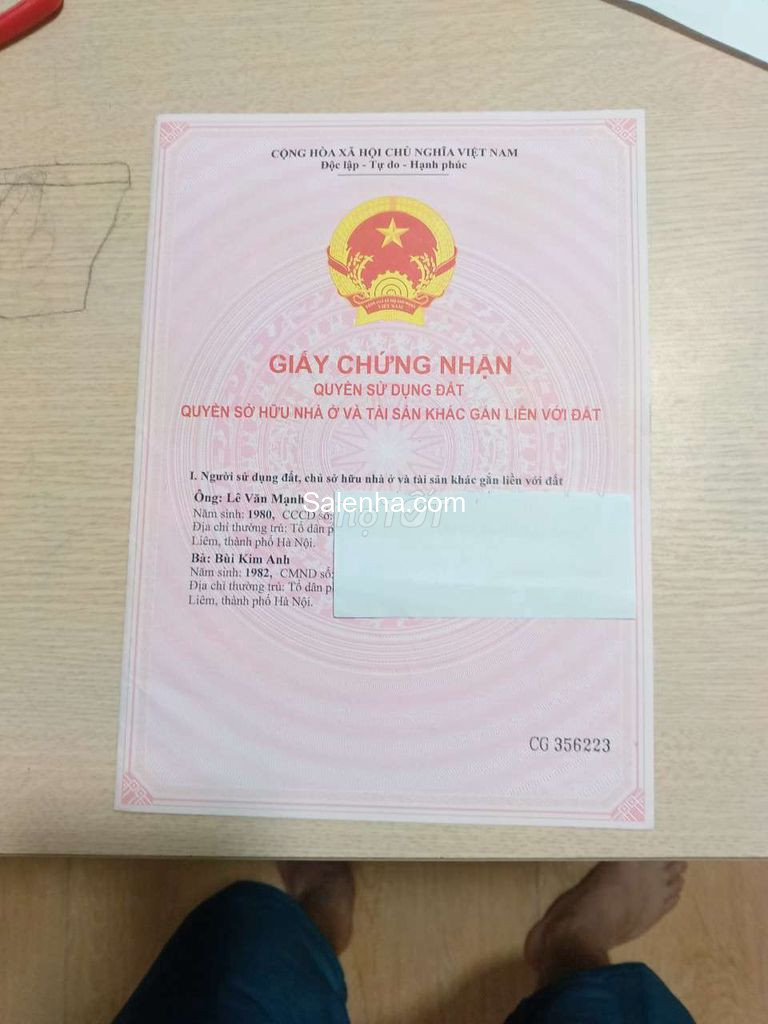 CỘNG HÒA XÃ HỘI CHỦ NGHĨA VIỆT NAM
Độc lập - Tự do - Hạnh phúc
GIẤY CHỨNG NHẬN
QUYỀN SỬ DỤNG ĐẤT
QUYỀN SỞ HỮU NHÀ Ở VÀ TÀI SẢN KHÁC GẮN LIỀN VỚI ĐẤT
I. Người sử dụng đất, chủ sở hữu nhà ở và tài sản khác gắn liền với đất
Ông: Lê Văn Mạnh
Salenha.com
Năm sinh: 1980, CCCD số:
Địa chỉ thường trú: Tổ dân
Liêm, thành phố Hà Nội.
Bà: Bùi Kim Anh
Năm sinh: 1982, CMND số:
Địa chỉ thường trú: Tổ dân
Liêm, thành phố Hà Nội.
CG 356223